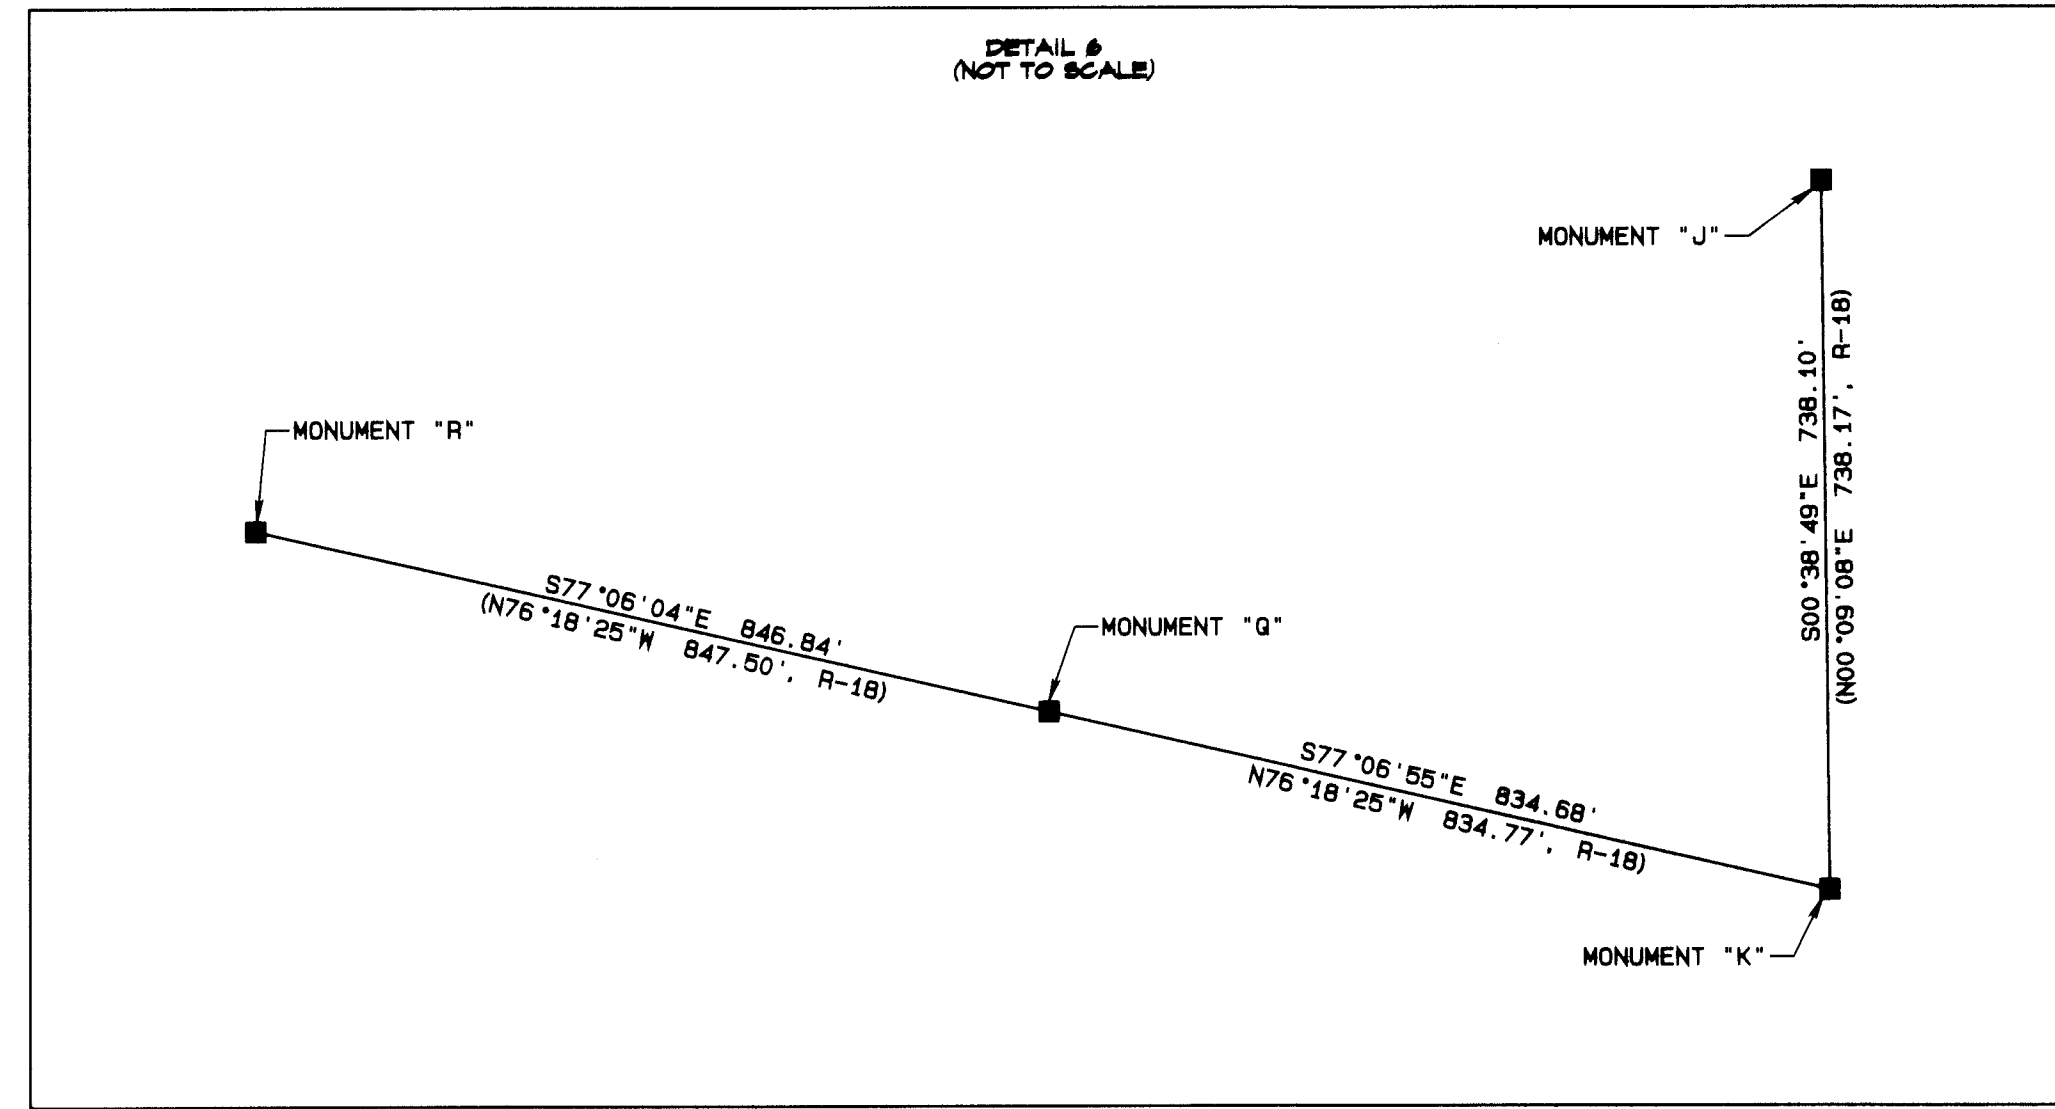 DETAIL 6
(NOT TO SCALE)
MONUMENT "J"
S00°38'49"E 738.10'
(N00°09'08"E 738.17', R-18)
MONUMENT "R"
S77°06'04"E 846.84'
(N76°18'25"W 847.50', R-18)
MONUMENT "Q"
S77°06'55"E 834.68'
N76°18'25"W 834.77', R-18)
MONUMENT "K"